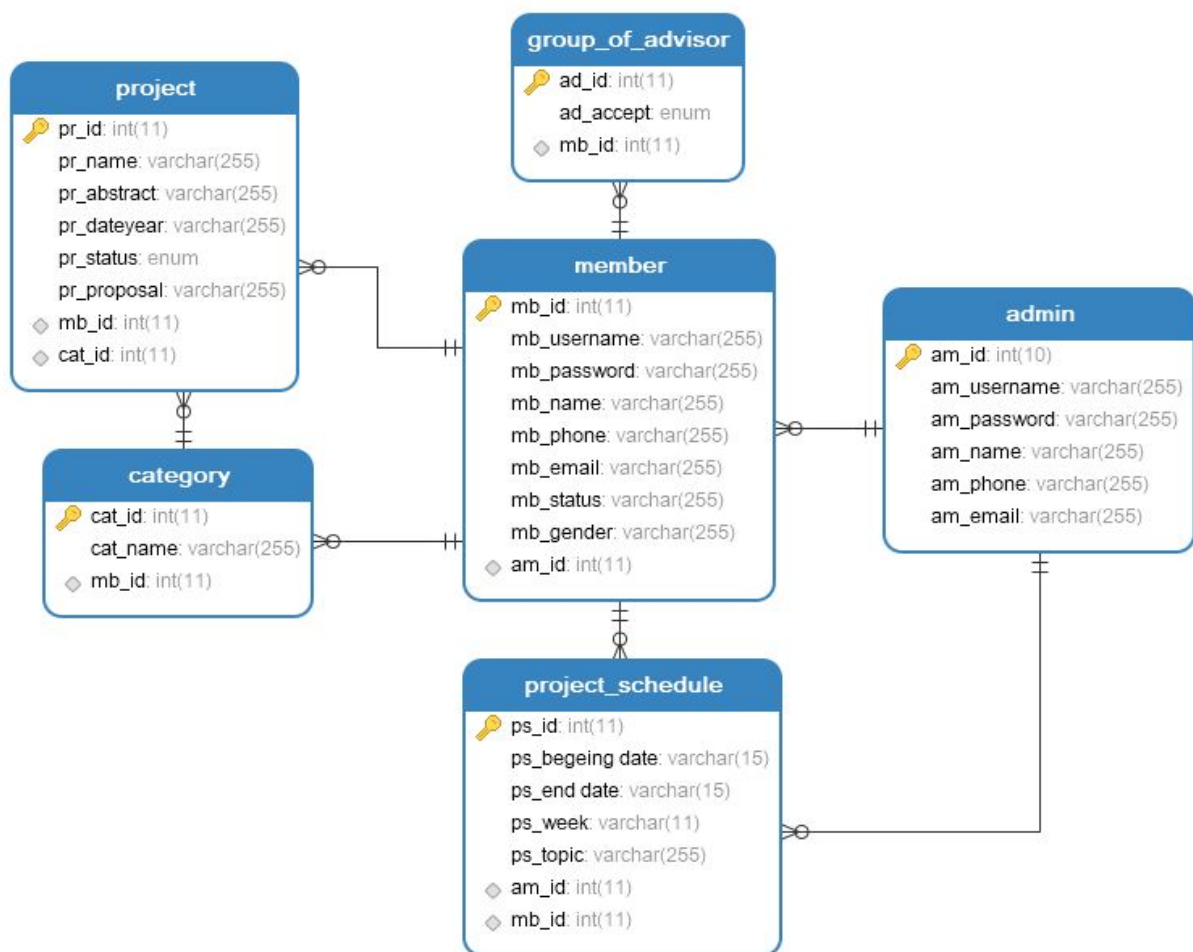 group_of_advisor
ad_id: int(11)
ad_accept: enum
mb_id: int(11)
project
pr_id: int(11)
pr_name: varchar(255)
pr_abstract: varchar(255)
pr_dateyear: varchar(255)
pr_status: enum
pr_proposal: varchar(255)
mb_id: int(11)
cat_id: int(11)
member
mb_id: int(11)
mb_username: varchar(255)
mb_password: varchar(255)
mb_name: varchar(255)
mb_phone: varchar(255)
mb_email: varchar(255)
mb_status: varchar(255)
mb_gender: varchar(255)
am_id: int(11)
admin
am_id: int(10)
am_username: varchar(255)
am_password: varchar(255)
am_name: varchar(255)
am_phone: varchar(255)
am_email: varchar(255)
category
cat_id: int(11)
cat_name: varchar(255)
mb_id: int(11)
project_schedule
ps_id: int(11)
ps_begeing date: varchar(15)
ps_end date: varchar(15)
ps_week: varchar(11)
ps_topic: varchar(255)
am_id: int(11)
mb_id: int(11)